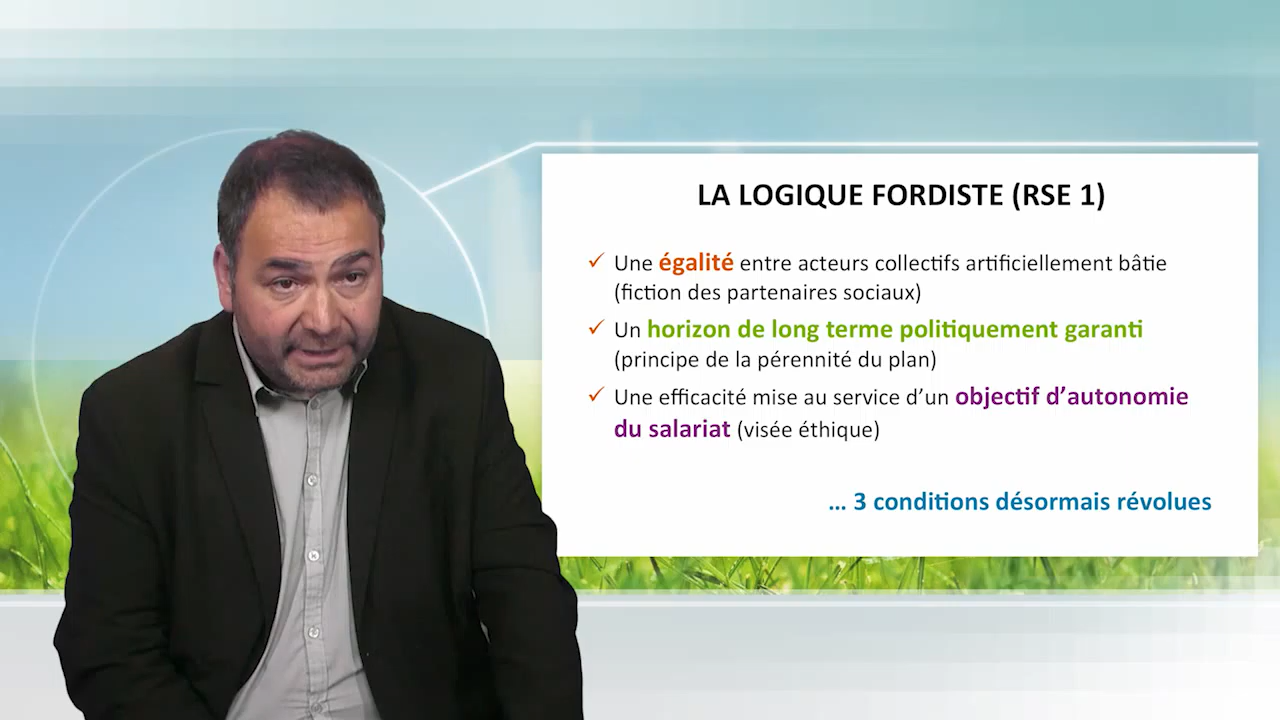 LA LOGIQUE FORDISTE (RSE 1)
✓ Une égalité entre acteurs collectifs artificiellement bâtie
(fiction des partenaires sociaux)
✓ Un horizon de long terme politiquement garanti
(principe de la pérennité du plan)
✓ Une efficacité mise au service d’un objectif d’autonomie
du salariat (visée éthique)
... 3 conditions désormais révolues